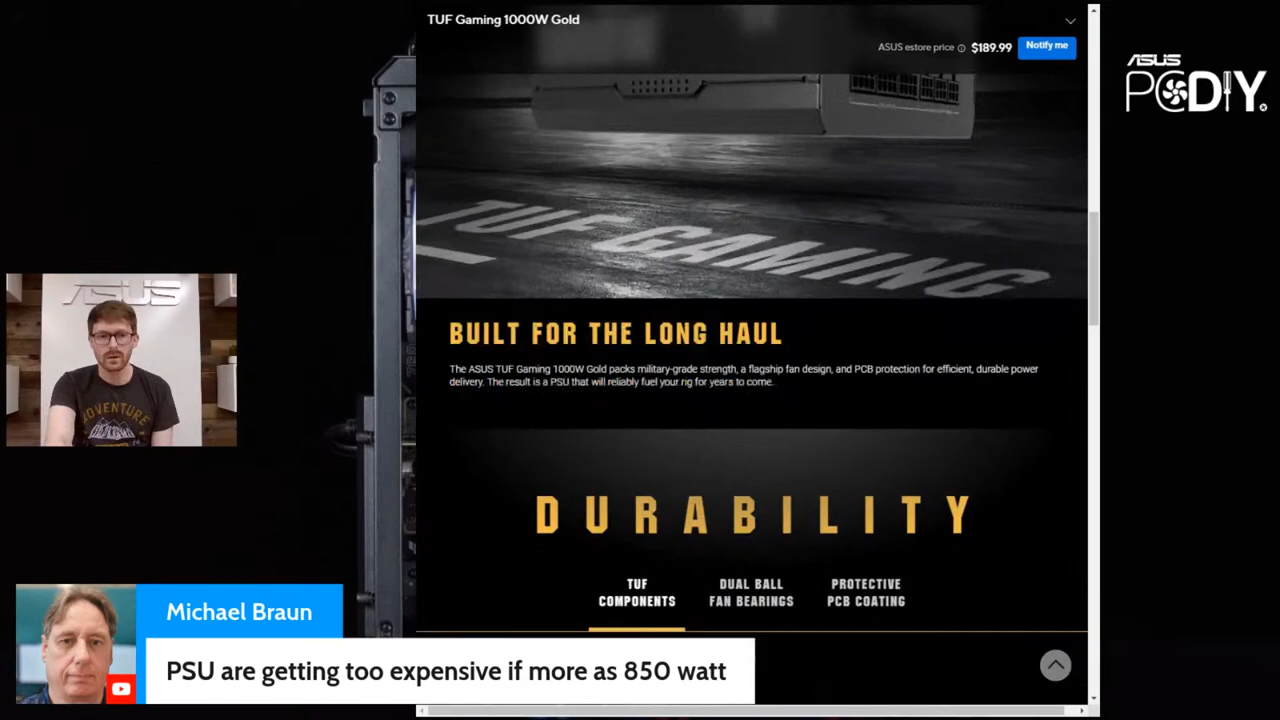 TUF Gaming 1000W Gold
ASUS estore price $189.99 Notify me
ASUS
PCDIY
TUF GAMING
ASUS
BUILT FOR THE LONG HAUL
The ASUS TUF Gaming 1000W Gold packs military-grade strength, a flagship fan design, and PCB protection for efficient, durable power
delivery. The result is a PSU that will reliably fuel your rig for years to come.
ADVENTURE
DURABILITY
TUF
COMPONENTS
DUAL BALL
FAN BEARINGS
PROTECTIVE
PCB COATING
Michael Braun
PSU are getting too expensive if more as 850 watt